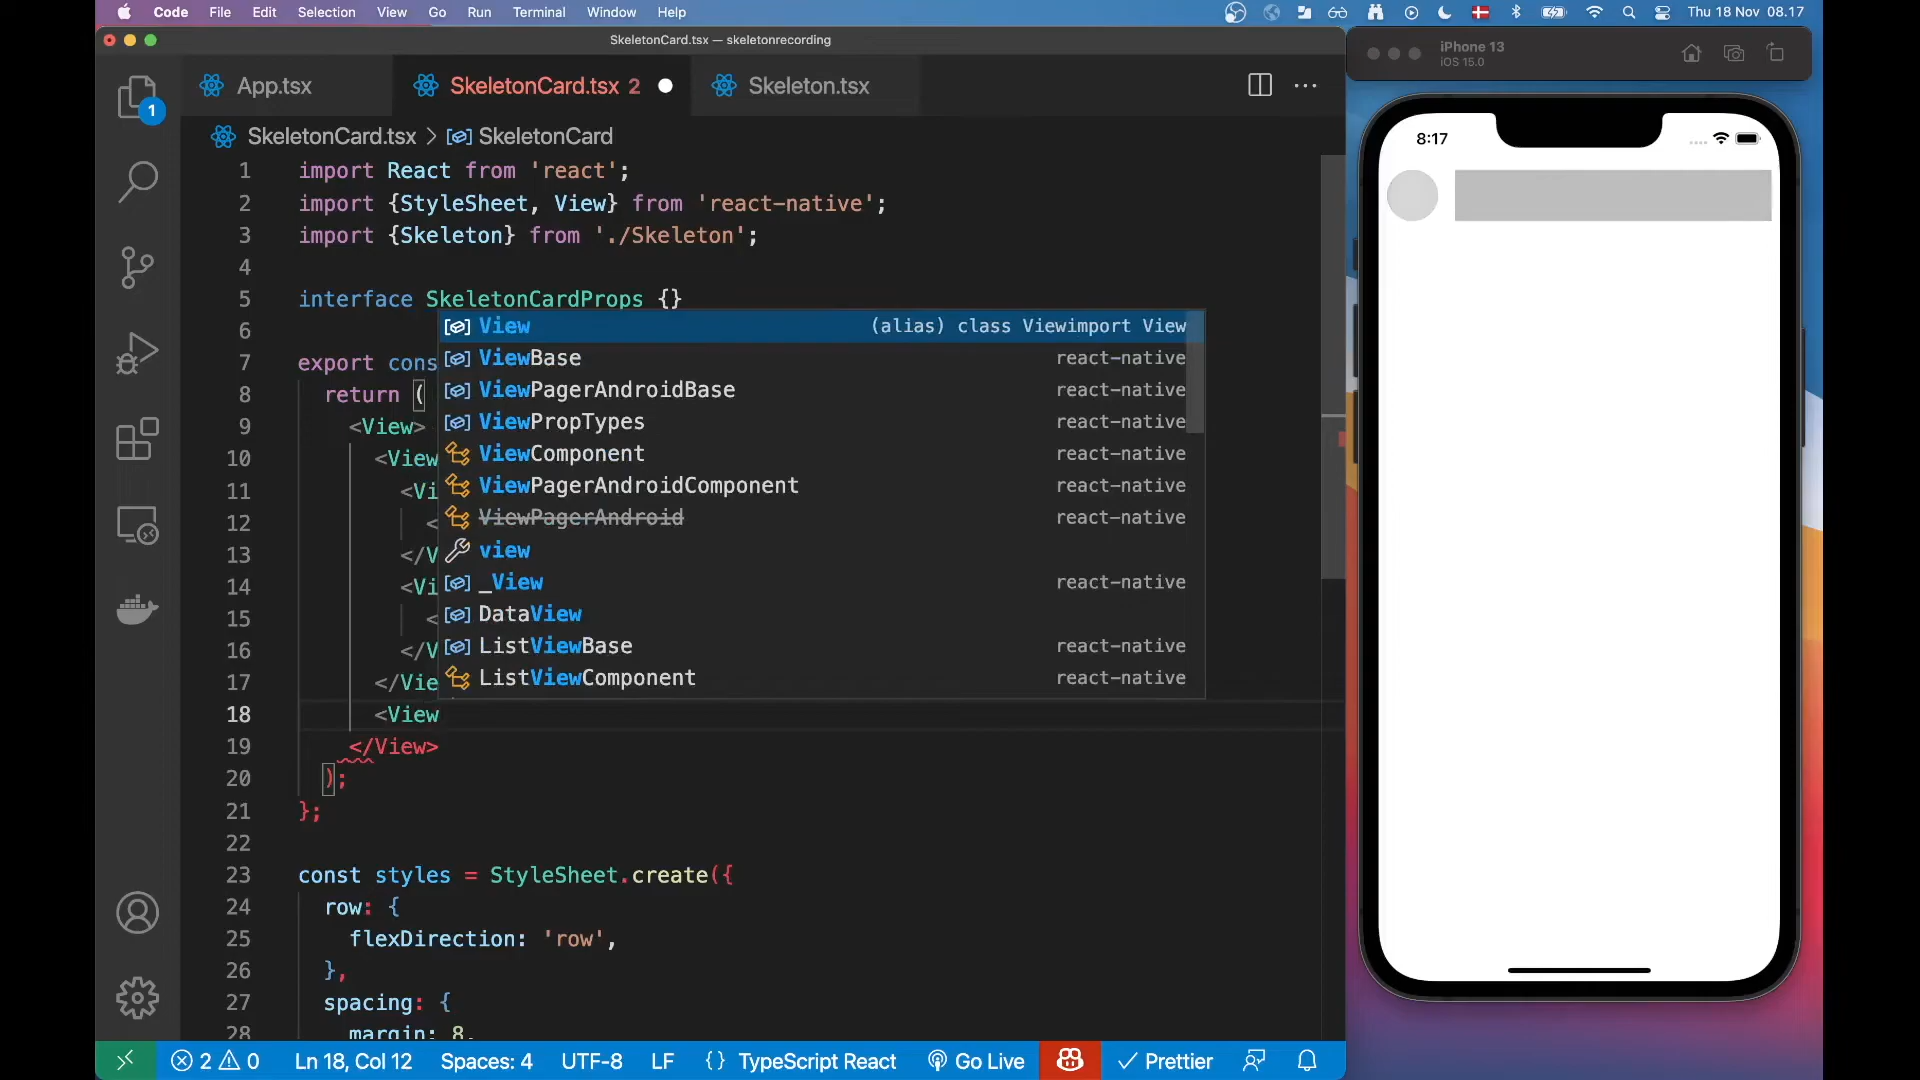 Code File Edit Selection View Go Run Terminal Window Help Thu 18 Nov 08.17
SkeletonCard.tsx — skeletonrecording
iPhone 13
iOS 15.0
App.tsx SkeletonCard.tsx 2 Skeleton.tsx
1
SkeletonCard.tsx > SkeletonCard
8:17
1 import React from 'react';
2 import {StyleSheet, View} from 'react-native';
3 import {Skeleton} from './Skeleton';
4
5 interface SkeletonCardProps {}
6
View (alias) class Viewimport View
ViewBase react-native
ViewPagerAndroidBase react-native
ViewPropTypes react-native
ViewComponent react-native
ViewPagerAndroidComponent react-native
ViewPagerAndroid react-native
view
_View react-native
DataView
ListViewBase react-native
ListViewComponent react-native
7 export cons
8 return (
9 <View>
10 <View
11 <Vi
12 <
13 </V
14 <Vi
15 <
16 </V
17 </Vie
18 <View
19 </View>
20 );
21 };
22
23 const styles = StyleSheet.create({
24 row: {
25 flexDirection: 'row',
26 },
27 spacing: {
28 margin: 8,
2 0 Ln 18, Col 12 Spaces: 4 UTF-8 LF {} TypeScript React Go Live Prettier